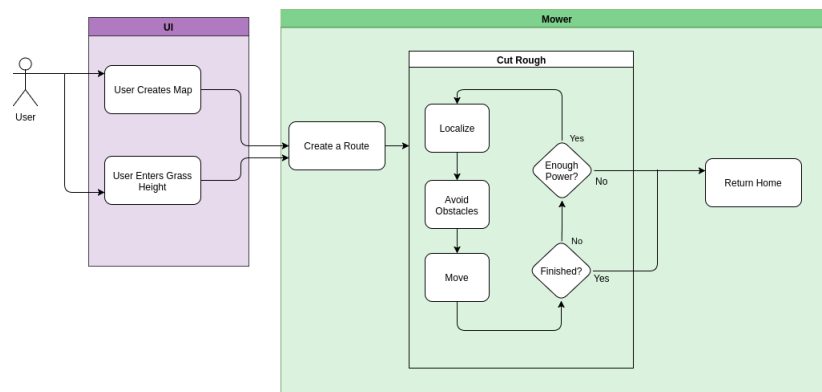 UI
Mower
Cut Rough
User
User Creates Map
User Enters Grass
Height
Create a Route
Localize
Avoid
Obstacles
Move
Yes
Enough
Power?
No
No
Finished?
Yes
Return Home